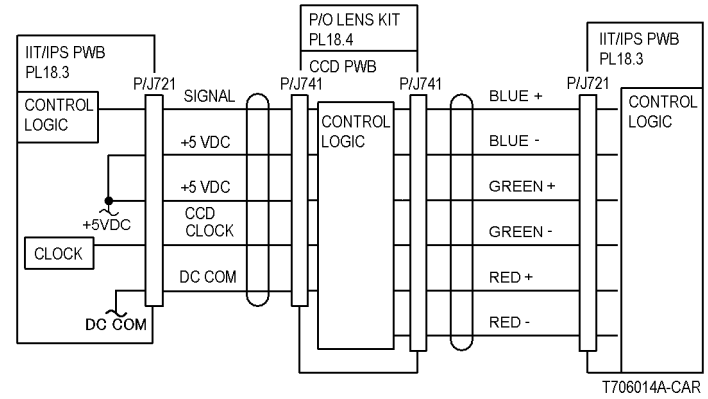 P/O LENS KIT
PL18.4
IIT/IPS PWB
PL18.3
CCD PWB
IIT/IPS PWB
PL18.3
P/J721
P/J741
P/J741
P/J721
CONTROL
LOGIC
SIGNAL
CONTROL
LOGIC
BLUE +
CONTROL
LOGIC
+5 VDC
BLUE -
+5 VDC
GREEN +
+5VDC
CCD
CLOCK
GREEN -
CLOCK
DC COM
RED +
DC COM
RED -
T706014A-CAR